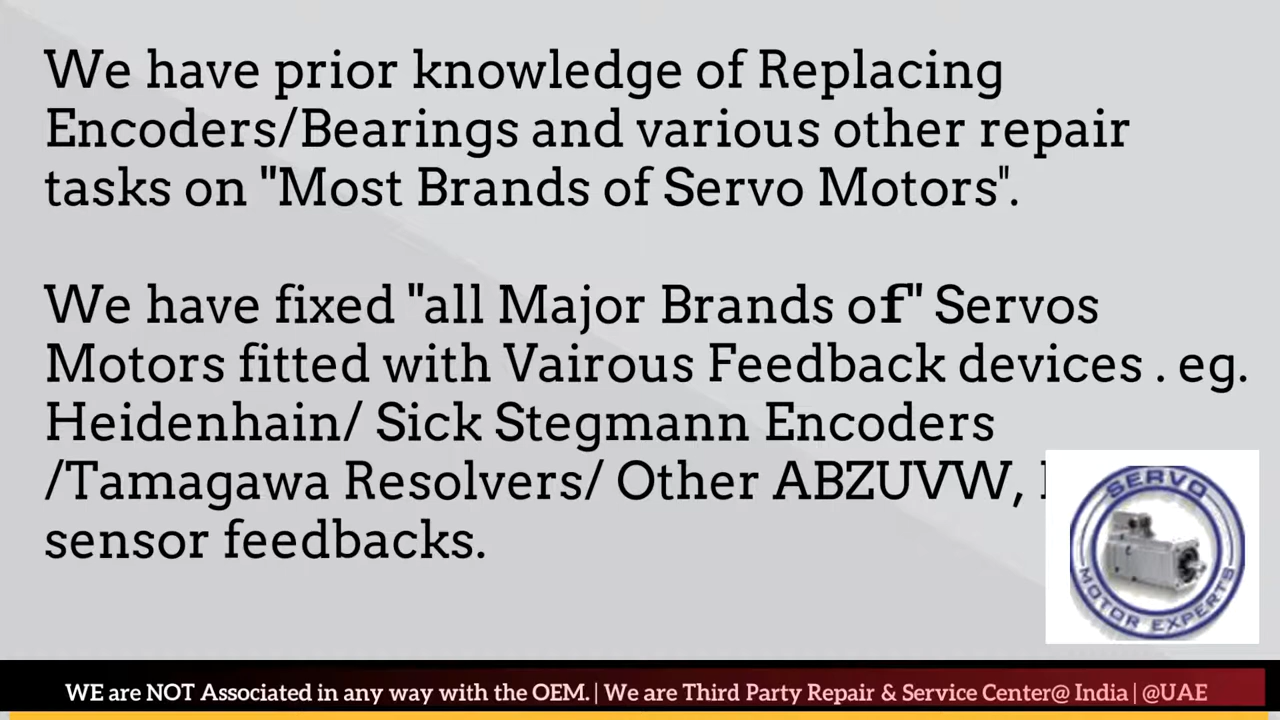 We have prior knowledge of Replacing
Encoders/Bearings and various other repair
tasks on "Most Brands of Servo Motors".
We have fixed "all Major Brands of" Servos
Motors fitted with Vairous Feedback devices . eg.
Heidenhain/ Sick Stegmann Encoders
/Tamagawa Resolvers/ Other ABZUVW,
sensor feedbacks.
SERVO
MOTOR EXPERTS
WE are NOT Associated in any way with the OEM. | We are Third Party Repair & Service Center@ India | @UAE